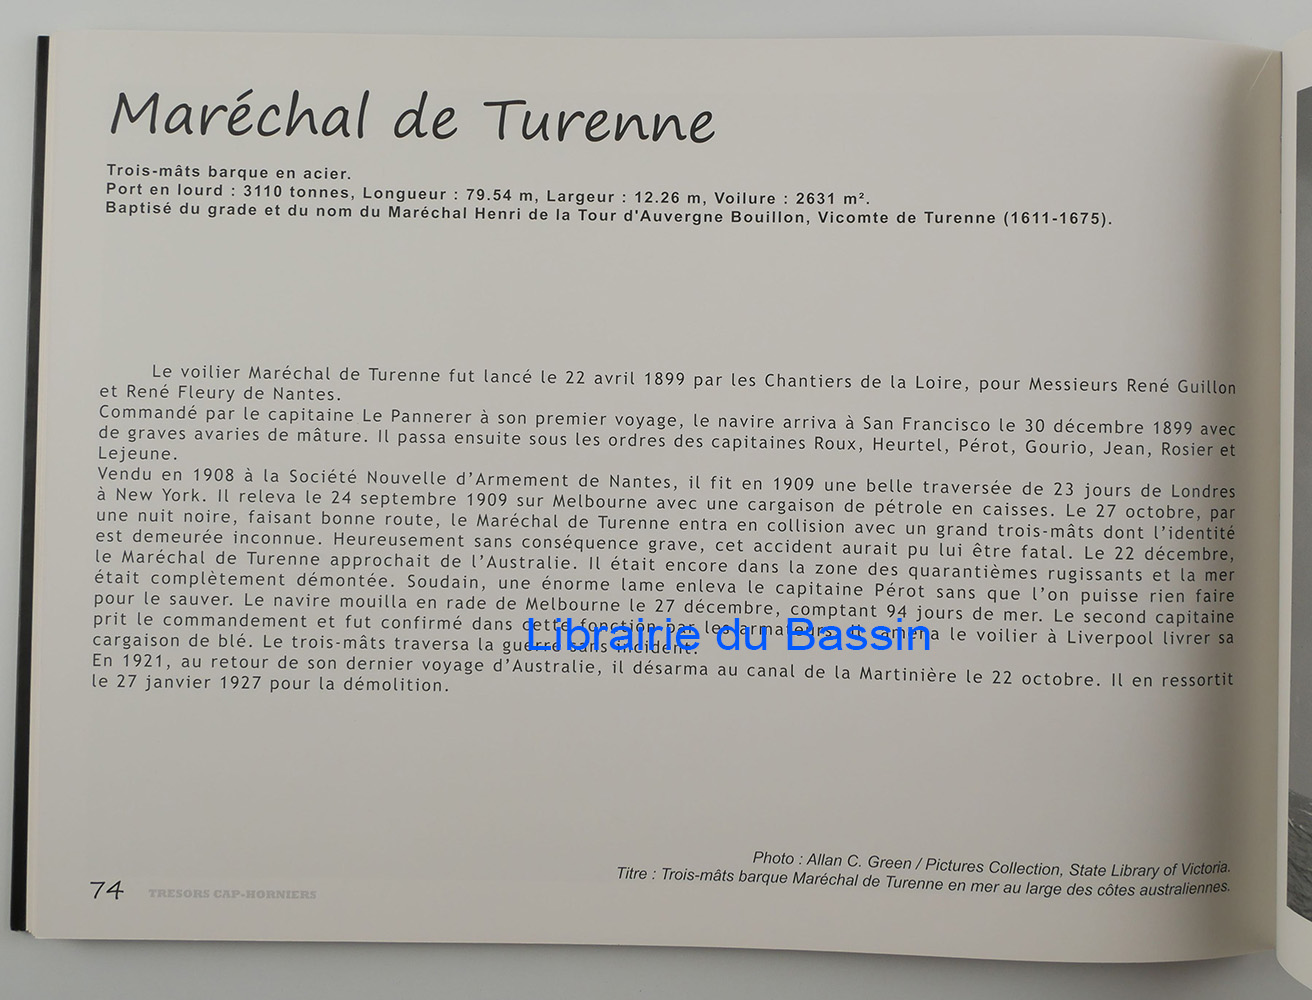 Maréchal de Turenne
Trois-mâts barque en acier.
Port en lourd : 3110 tonnes, Longueur : 79.54 m, Largeur : 12.26 m, Voilure : 2631 m².
Baptisé du grade et du nom du Maréchal Henri de la Tour d'Auvergne Bouillon, Vicomte de Turenne (1611-1675).
Le voilier Maréchal de Turenne fut lancé le 22 avril 1899 par les Chantiers de la Loire, pour Messieurs René Guillon
et René Fleury de Nantes.
Commandé par le capitaine Le Pannerer à son premier voyage, le navire arriva à San Francisco le 30 décembre 1899 avec
de graves avaries de mâture. Il passa ensuite sous les ordres des capitaines Roux, Heurtel, Pérot, Gourio, Jean, Rosier et
Lejeune.
Vendu en 1908 à la Société Nouvelle d’Armement de Nantes, il fit en 1909 une belle traversée de 23 jours de Londres
à New York. Il releva le 24 septembre 1909 sur Melbourne avec une cargaison de pétrole en caisses. Le 27 octobre, par
une nuit noire, faisant bonne route, le Maréchal de Turenne entra en collision avec un grand trois-mâts dont l’identité
est demeurée inconnue. Heureusement sans conséquence grave, cet accident aurait pu lui être fatal. Le 22 décembre,
le Maréchal de Turenne approchait de l’Australie. Il était encore dans la zone des quarantièmes rugissants et la mer
était complètement démontée. Soudain, une énorme lame enleva le capitaine Pérot sans que l’on puisse rien faire
pour le sauver. Le navire mouilla en rade de Melbourne le 27 décembre, comptant 94 jours de mer. Le second capitaine
prit le commandement et fut confirmé dans cette fonction par les armateurs. Il amena le voilier à Liverpool livrer sa
cargaison de blé. Le trois-mâts traversa la guerre sans incident.
En 1921, au retour de son dernier voyage d’Australie, il désarma au canal de la Martinière le 22 octobre. Il en ressortit
le 27 janvier 1927 pour la démolition.
Librairie du Bassin
Photo : Allan C. Green / Pictures Collection, State Library of Victoria.
Titre : Trois-mâts barque Maréchal de Turenne en mer au large des côtes australiennes.
74 TRESORS CAP-HORNIERS